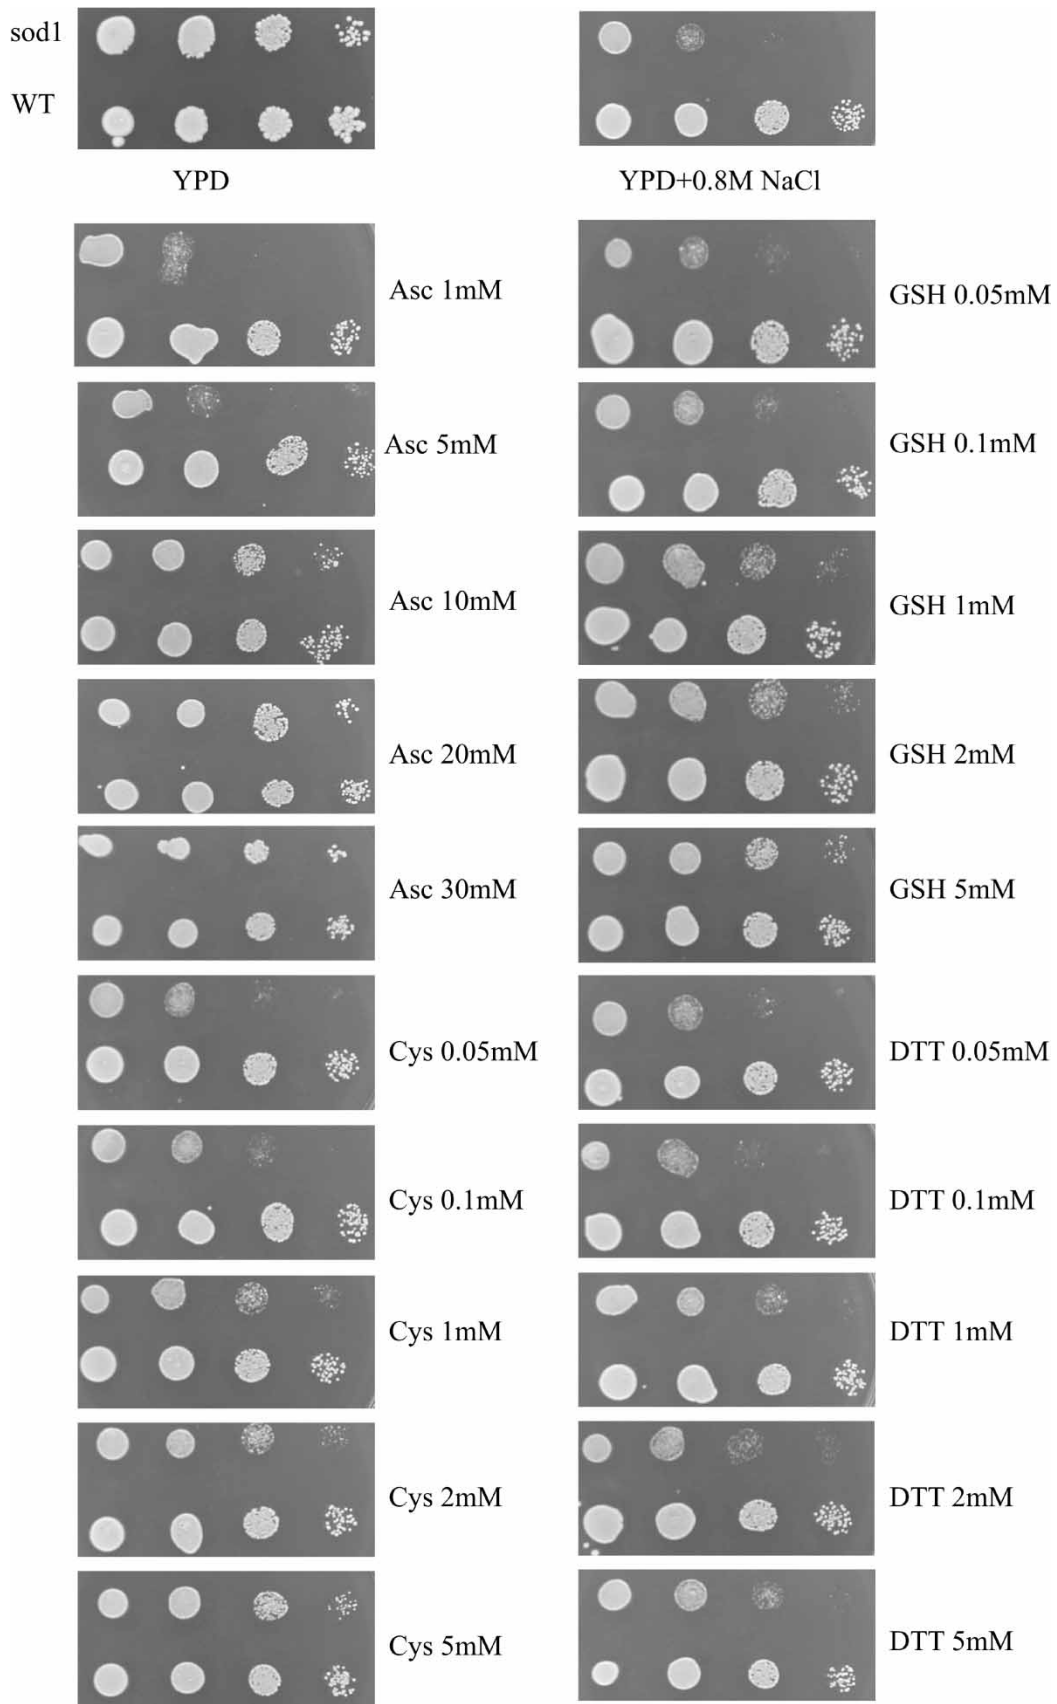 sod1
WT
YPD
YPD+0.8M NaCl
Asc 1mM
GSH 0.05mM
Asc 5mM
GSH 0.1mM
Asc 10mM
GSH 1mM
Asc 20mM
GSH 2mM
Asc 30mM
GSH 5mM
Cys 0.05mM
DTT 0.05mM
Cys 0.1mM
DTT 0.1mM
Cys 1mM
DTT 1mM
Cys 2mM
DTT 2mM
Cys 5mM
DTT 5mM